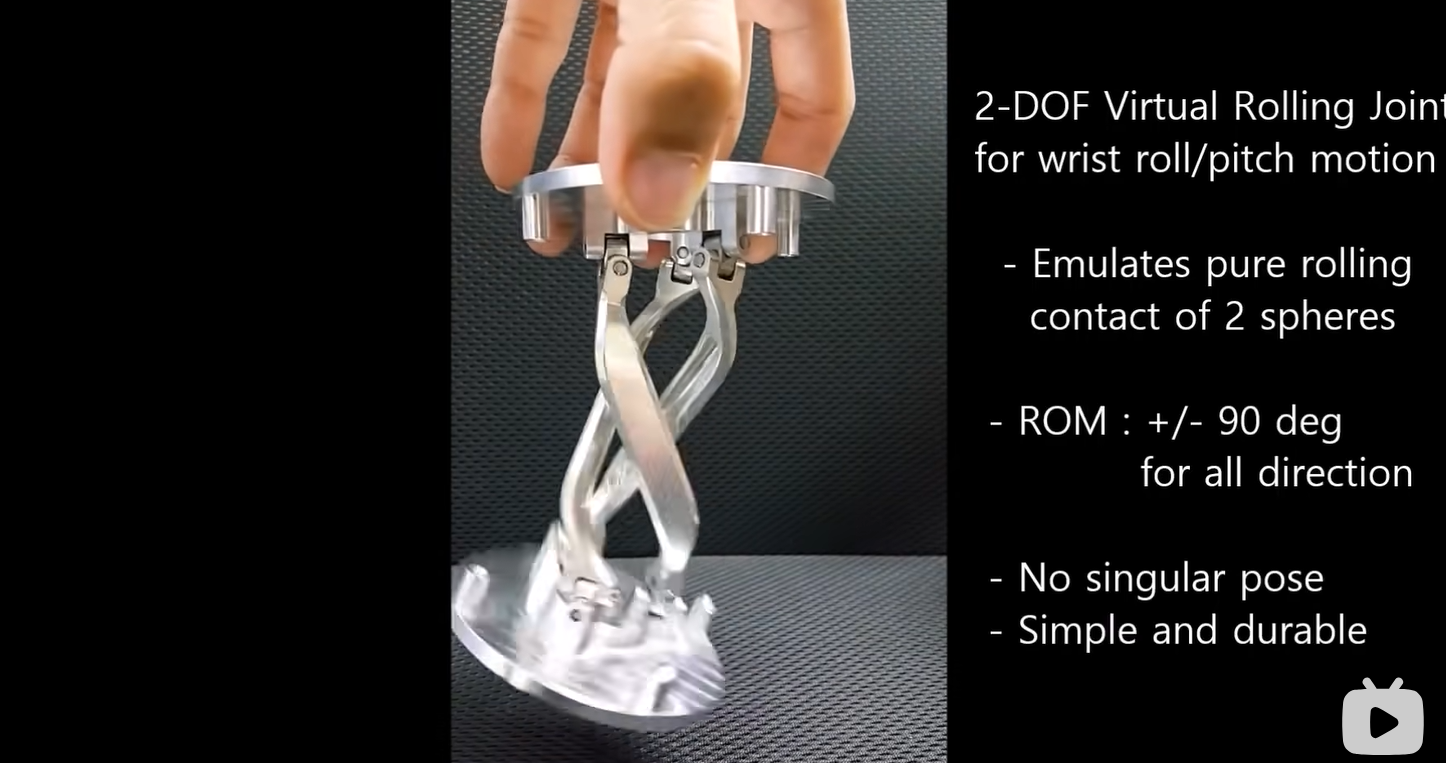 2-DOF Virtual Rolling Joint
for wrist roll/pitch motion
- Emulates pure rolling
contact of 2 spheres
- ROM : +/- 90 deg
for all direction
- No singular pose
- Simple and durable